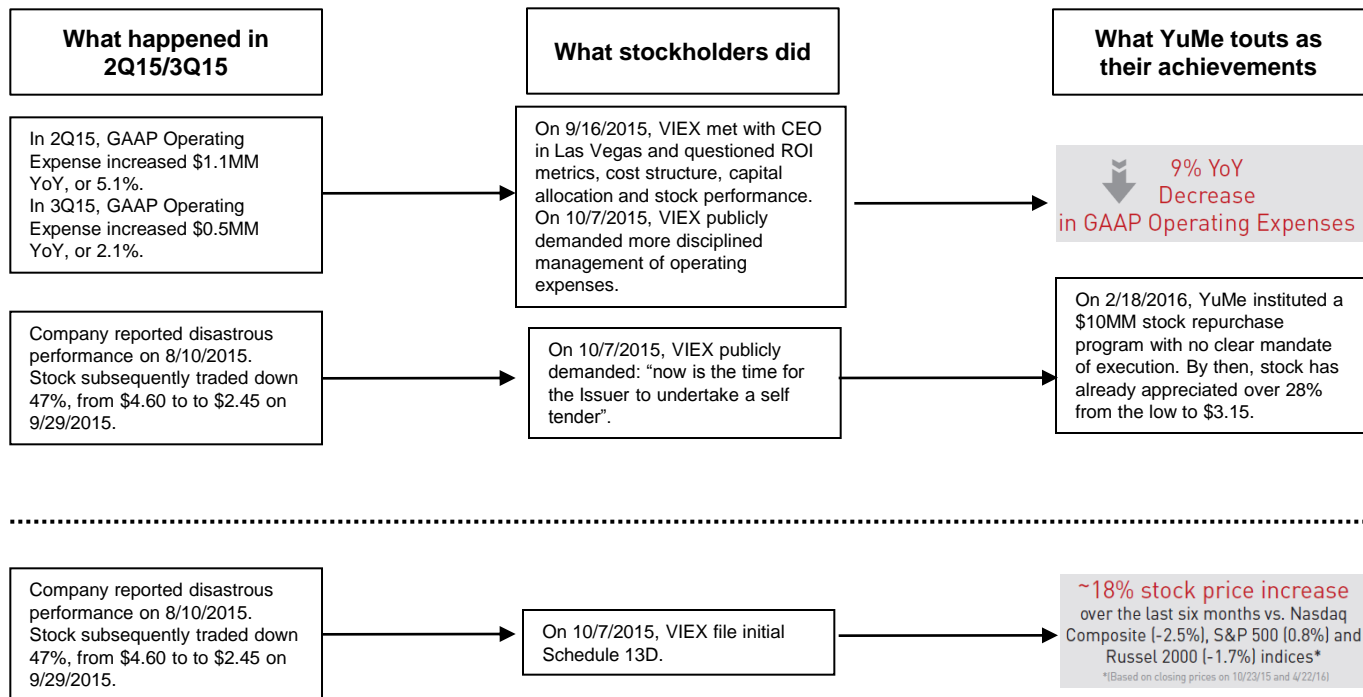 What happened in
2Q15/3Q15
What stockholders did
What YuMe touts as
their achievements
In 2Q15, GAAP Operating
Expense increased $1.1MM
YoY, or 5.1%.
In 3Q15, GAAP Operating
Expense increased $0.5MM
YoY, or 2.1%.
On 9/16/2015, VIEX met with CEO
in Las Vegas and questioned ROI
metrics, cost structure, capital
allocation and stock performance.
On 10/7/2015, VIEX publicly
demanded more disciplined
management of operating
expenses.
9% YoY
Decrease
in GAAP Operating Expenses
Company reported disastrous
performance on 8/10/2015.
Stock subsequently traded down
47%, from $4.60 to to $2.45 on
9/29/2015.
On 10/7/2015, VIEX publicly
demanded: “now is the time for
the Issuer to undertake a self
tender”.
On 2/18/2016, YuMe instituted a
$10MM stock repurchase
program with no clear mandate
of execution. By then, stock has
already appreciated over 28%
from the low to $3.15.
Company reported disastrous
performance on 8/10/2015.
Stock subsequently traded down
47%, from $4.60 to to $2.45 on
9/29/2015.
On 10/7/2015, VIEX file initial
Schedule 13D.
~18% stock price increase
over the last six months vs. Nasdaq
Composite (-2.5%), S&P 500 (0.8%) and
Russel 2000 (-1.7%) indices*
*(Based on closing prices on 10/23/15 and 4/22/16)